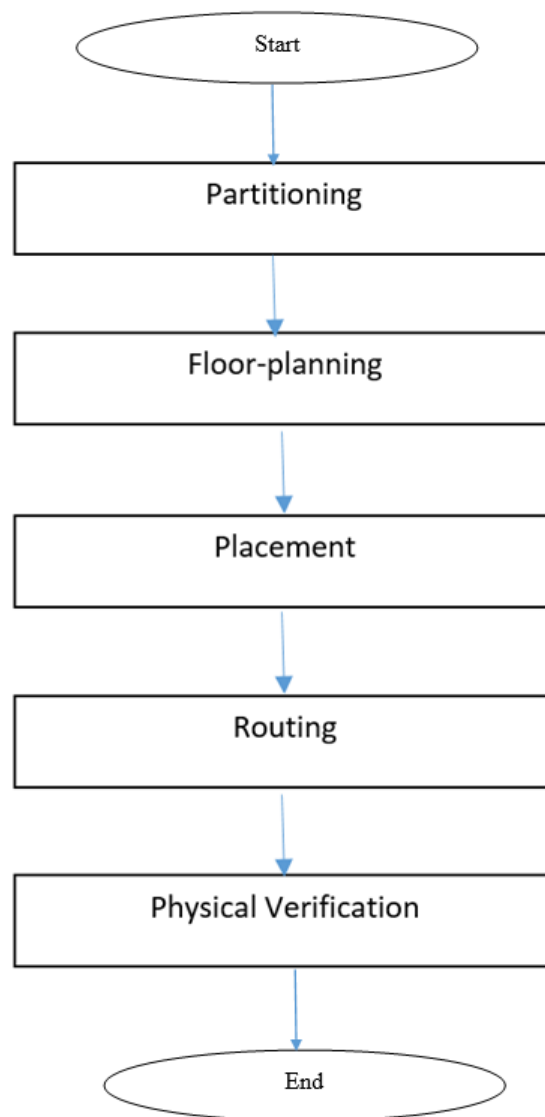 Start
Partitioning
Floor-planning
Placement
Routing
Physical Verification
End